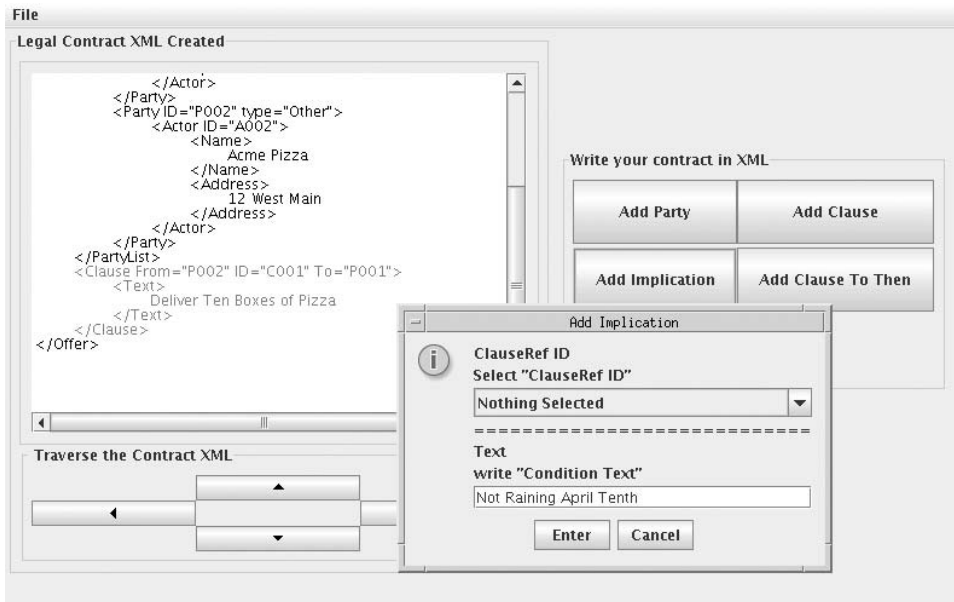 File
Legal Contract XML Created
</Actor>
</Party>
<Party ID="P002" type="Other">
<Actor ID="A002">
<Name>
Acme Pizza
</Name>
<Address>
12 West Main
</Address>
</Actor>
</Party>
</PartyList>
<Clause From="P002" ID="C001" To="P001">
<Text>
Deliver Ten Boxes of Pizza
</Text>
</Clause>
</Offer>
Traverse the Contract XML
Write your contract in XML
Add Party
Add Clause
Add Implication
Add Clause To Then
Add Implication
ClauseRef ID
Select "ClauseRef ID"
Nothing Selected
============================
Text
write "Condition Text"
Not Raining April Tenth
Enter
Cancel